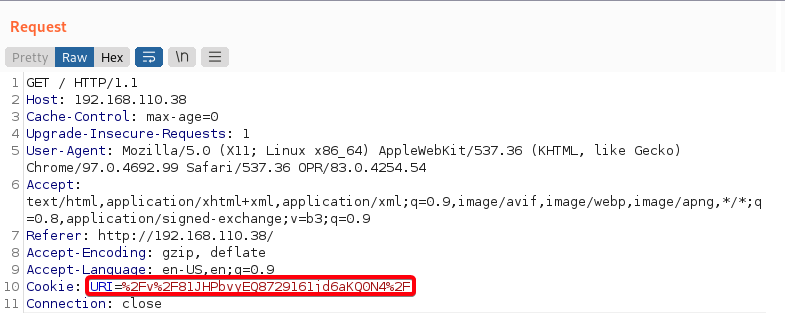 Request
Pretty Raw Hex \n
1 GET / HTTP/1.1
2 Host: 192.168.110.38
3 Cache-Control: max-age=0
4 Upgrade-Insecure-Requests: 1
5 User-Agent: Mozilla/5.0 (X11; Linux x86_64) AppleWebKit/537.36 (KHTML, like Gecko)
Chrome/97.0.4692.99 Safari/537.36 OPR/83.0.4254.54
6 Accept:
text/html,application/xhtml+xml,application/xml;q=0.9,image/avif,image/webp,image/apng,*/*;q
=0.8,application/signed-exchange;v=b3;q=0.9
7 Referer: http://192.168.110.38/
8 Accept-Encoding: gzip, deflate
9 Accept-Language: en-US,en;q=0.9
10 Cookie: URI=%2Fv%2F81JHPbvyEQ8729161jd6aKQ0N4%2F
11 Connection: close